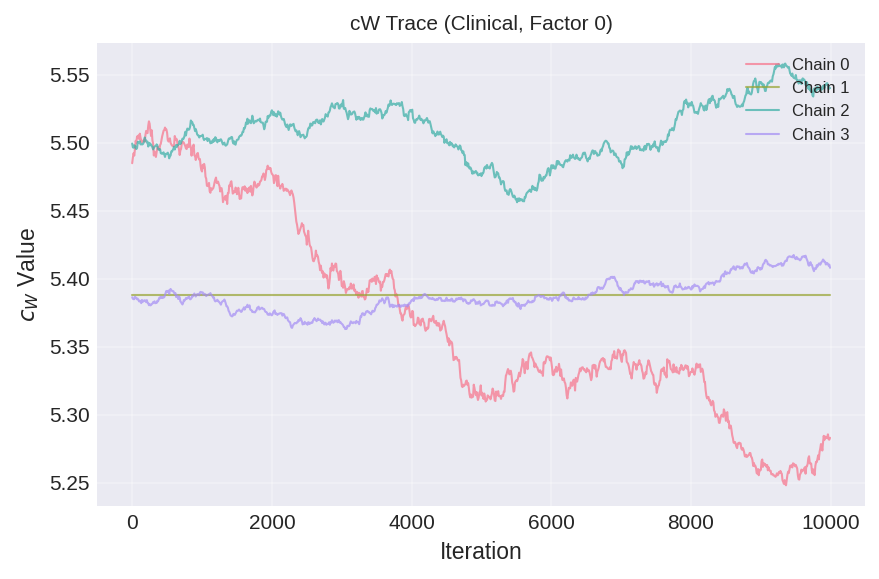 cW Trace (Clinical, Factor 0)
Chain 0
Chain 1
Chain 2
Chain 3
5.55
5.50
5.45
5.40
5.35
5.30
5.25
c_W Value
0 2000 4000 6000 8000 10000
Iteration